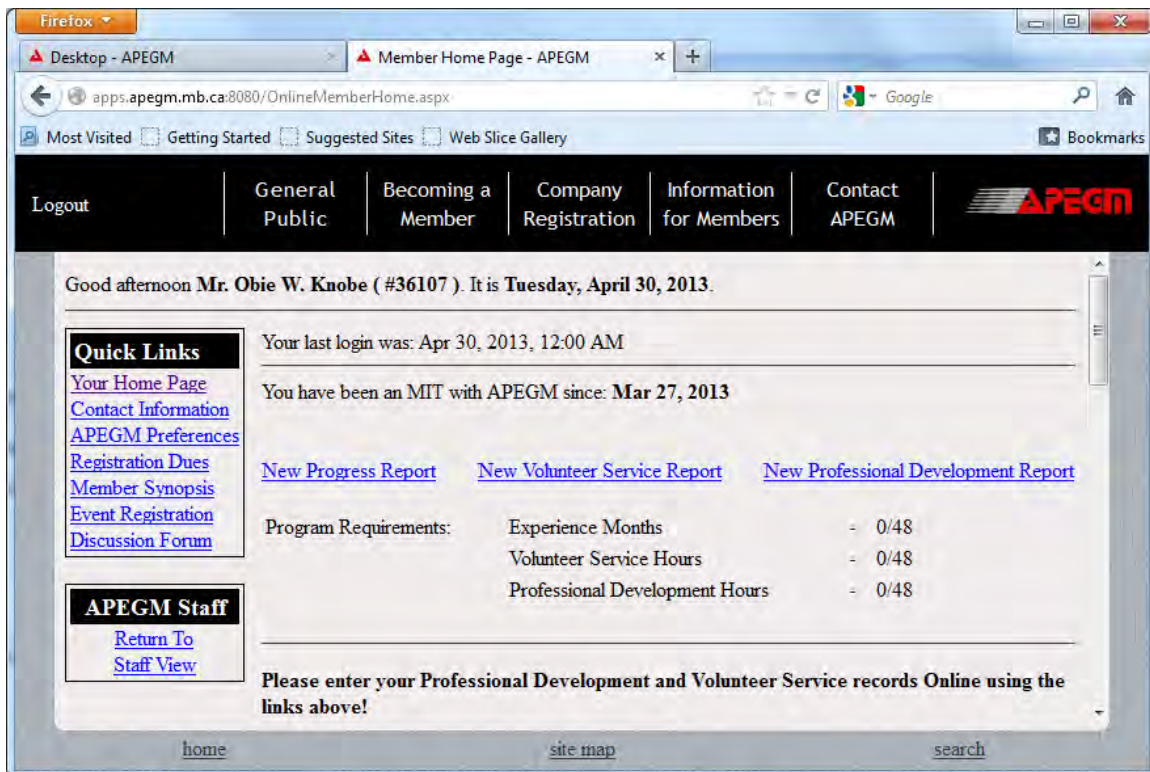 Firefox
Desktop - APEGM
Member Home Page - APEGM
apps.apegm.mb.ca:8080/OnlineMemberHome.aspx
Google
Most Visited Getting Started Suggested Sites Web Slice Gallery Bookmarks
Logout
General Public
Becoming a Member
Company Registration
Information for Members
Contact APEGM
APEGM
Good afternoon Mr. Obie W. Knobe ( #36107 ). It is Tuesday, April 30, 2013.
Quick Links
Your Home Page
Contact Information
APEGM Preferences
Registration Dues
Member Synopsis
Event Registration
Discussion Forum
APEGM Staff
Return To
Staff View
Your last login was: Apr 30, 2013, 12:00 AM
You have been an MIT with APEGM since: Mar 27, 2013
New Progress Report New Volunteer Service Report New Professional Development Report
Program Requirements: Experience Months - 0/48
Volunteer Service Hours - 0/48
Professional Development Hours - 0/48
Please enter your Professional Development and Volunteer Service records Online using the
links above!
home site map search